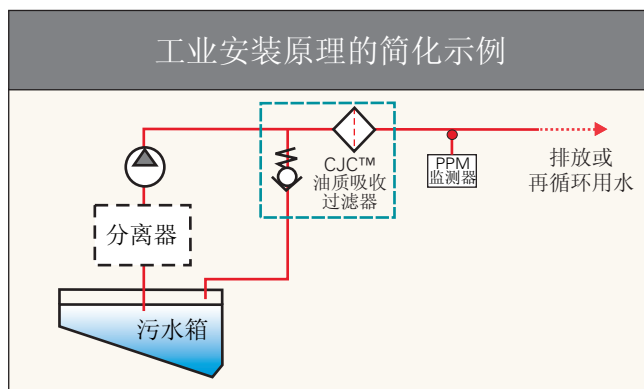 工业安装原理的简化示例
CJC™
油质吸收
过滤器
PPM
监测器
排放或
再循环用水
分离器
污水箱